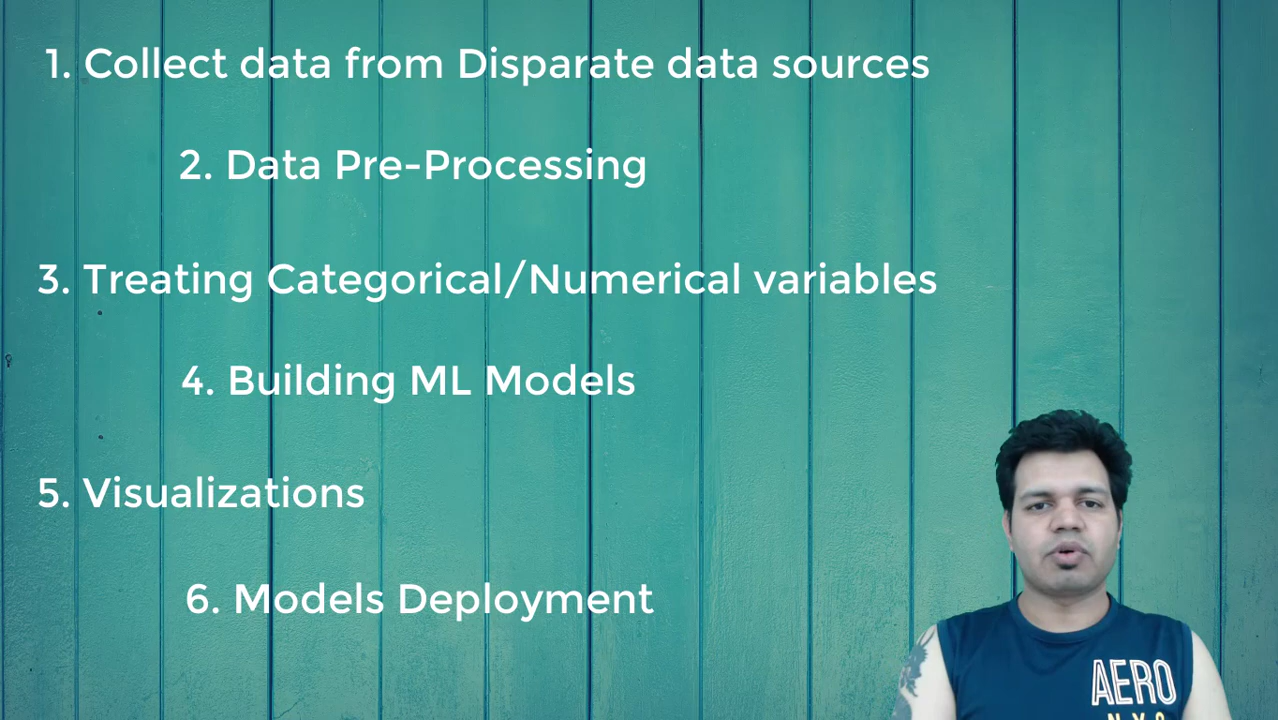 1. Collect data from Disparate data sources
2. Data Pre-Processing
3. Treating Categorical/Numerical variables
4. Building ML Models
5. Visualizations
6. Models Deployment
AERO
N.Y.C